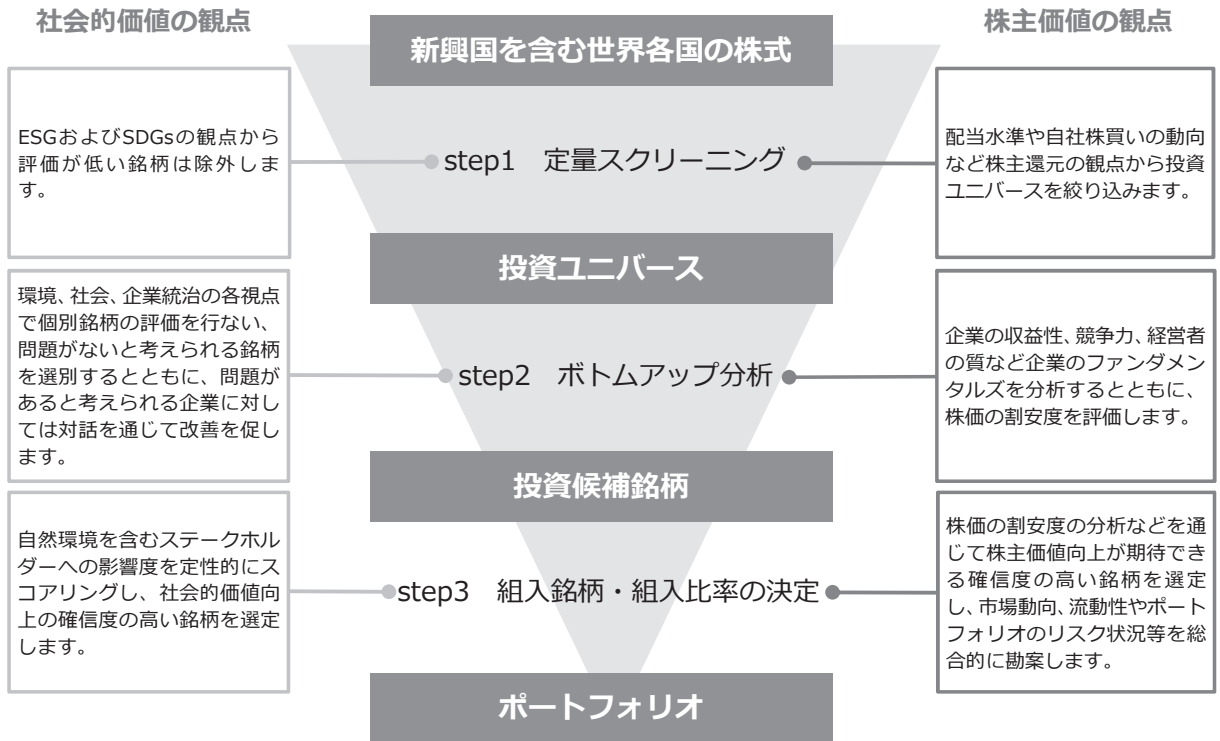 社会的価値の観点
株主価値の観点
新興国を含む世界各国の株式
ESGおよびSDGsの観点から
評価が低い銘柄は除外しま
す。
step1 定量スクリーニング
配当水準や自社株買いの動向
など株主還元の観点から投資
ユニバースを絞り込みます。
投資ユニバース
環境、社会、企業統治の各視点
で個別銘柄の評価を行ない、
問題がないと考えられる銘柄
を選別するとともに、問題が
あると考えられる企業に対し
ては対話を通じて改善を促し
ます。
step2 ボトムアップ分析
企業の収益性、競争力、経営者
の質など企業のファンダメン
タルズを分析するとともに、
株価の割安度を評価します。
投資候補銘柄
自然環境を含むステークホル
ダーへの影響度を定性的にス
コアリングし、社会的価値向
上の確信度の高い銘柄を選定
します。
step3 組入銘柄・組入比率の決定
株価の割安度の分析などを通
じて株主価値向上が期待でき
る確信度の高い銘柄を選定
し、市場動向、流動性やポート
フォリオのリスク状況等を総
合的に勘案します。
ポートフォリオ